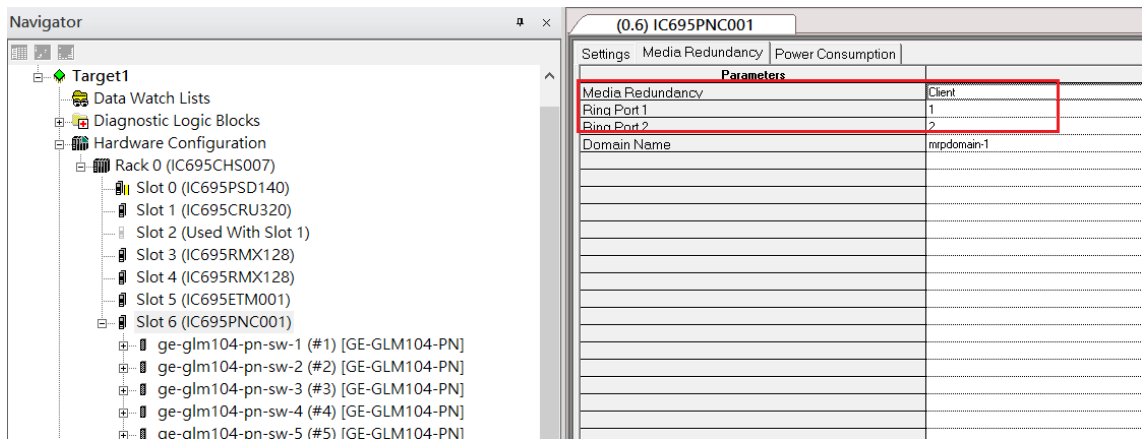 Navigator
Target1
Data Watch Lists
Diagnostic Logic Blocks
Hardware Configuration
Rack 0 (IC695CHS007)
Slot 0 (IC695PSD140)
Slot 1 (IC695CRU320)
Slot 2 (Used With Slot 1)
Slot 3 (IC695RMX128)
Slot 4 (IC695RMX128)
Slot 5 (IC695ETM001)
Slot 6 (IC695PNC001)
ge-glm104-pn-sw-1 (#1) [GE-GLM104-PN]
ge-glm104-pn-sw-2 (#2) [GE-GLM104-PN]
ge-glm104-pn-sw-3 (#3) [GE-GLM104-PN]
ge-glm104-pn-sw-4 (#4) [GE-GLM104-PN]
ge-glm104-pn-sw-5 (#5) [GE-GLM104-PN]
(0.6) IC695PNC001
Settings Media Redundancy Power Consumption
Parameters
Media Redundancy Client
Ring Port 1 1
Ring Port 2 2
Domain Name mrpdomain-1